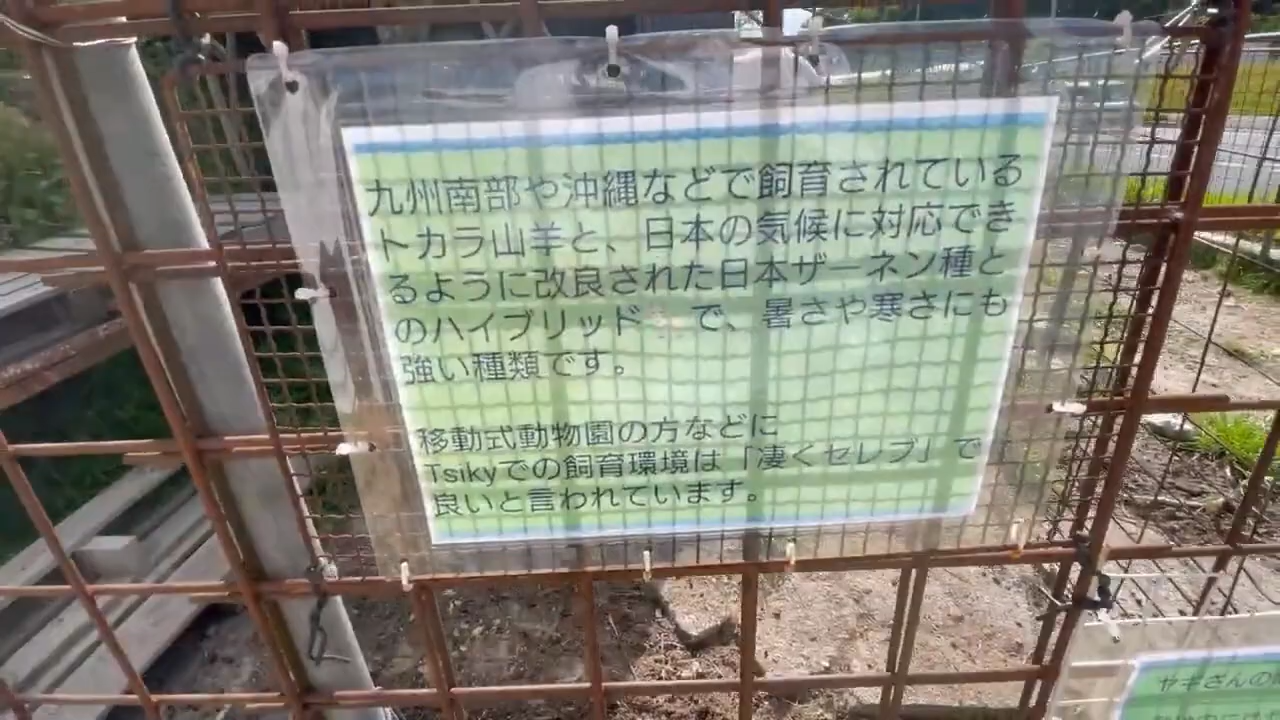 九州南部や沖縄などで飼育されている
トカラ山羊と、日本の気候に対応でき
るように改良された日本ザーネン種と
のハイブリッド で、暑さや寒さにも
強い種類です。
移動式動物園の方などに
Tsikyでの飼育環境は「凄くセレブ」で
良いと言われています。
ヤギさんの